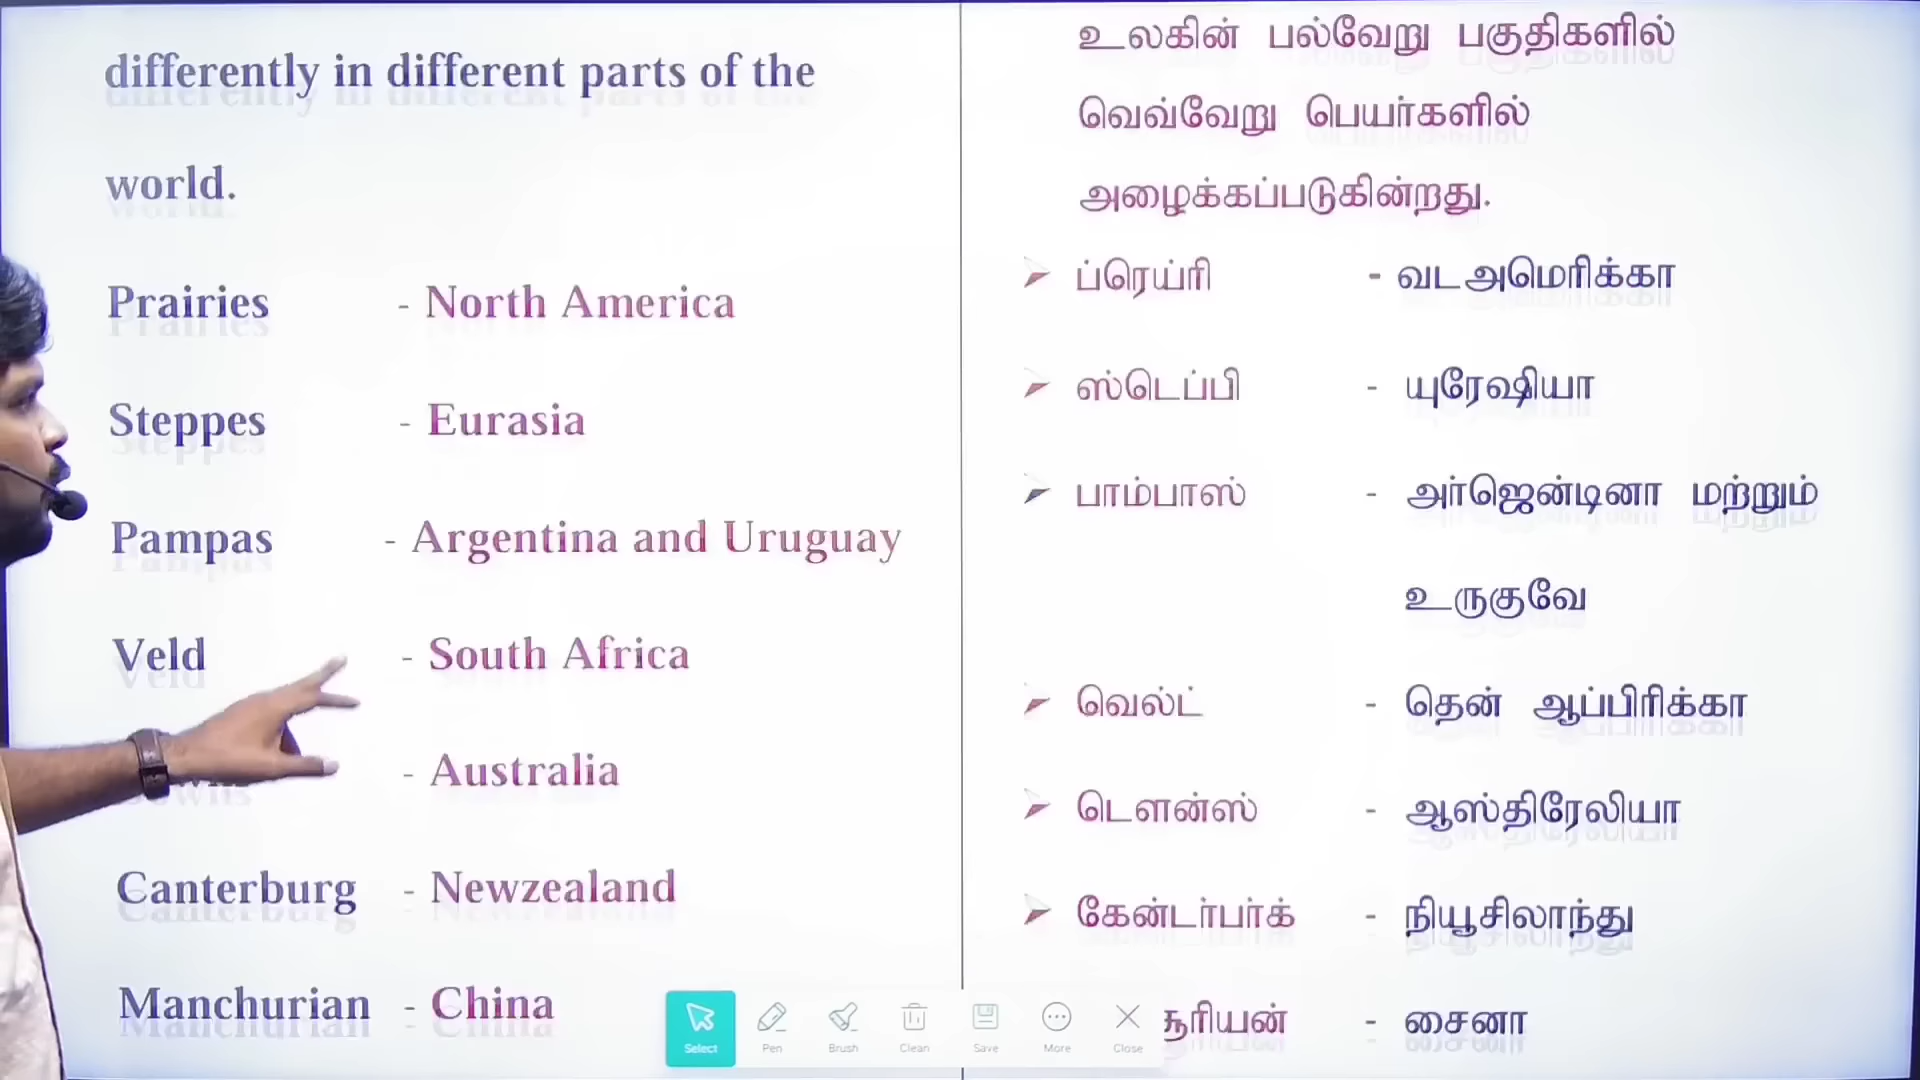 differently in different parts of the
world.
Prairies - North America
Steppes - Eurasia
Pampas - Argentina and Uruguay
Veld - South Africa
- Australia
Canterburg - Newzealand
Manchurian - China
உலகின் பல்வேறு பகுதிகளில்
வெவ்வேறு பெயர்களில்
அழைக்கப்படுகின்றது.
➢ ப்ரெய்ரி - வடஅமெரிக்கா
➢ ஸ்டெப்பி - யுரேஷியா
➢ பாம்பாஸ் - அர்ஜென்டினா மற்றும்
உருகுவே
➢ வெல்ட் - தென் ஆப்பிரிக்கா
➢ டௌன்ஸ் - ஆஸ்திரேலியா
➢ கேன்டர்பர்க் - நியூசிலாந்து
சூரியன் - சைனா
Select Pen Brush Clean Save More Close